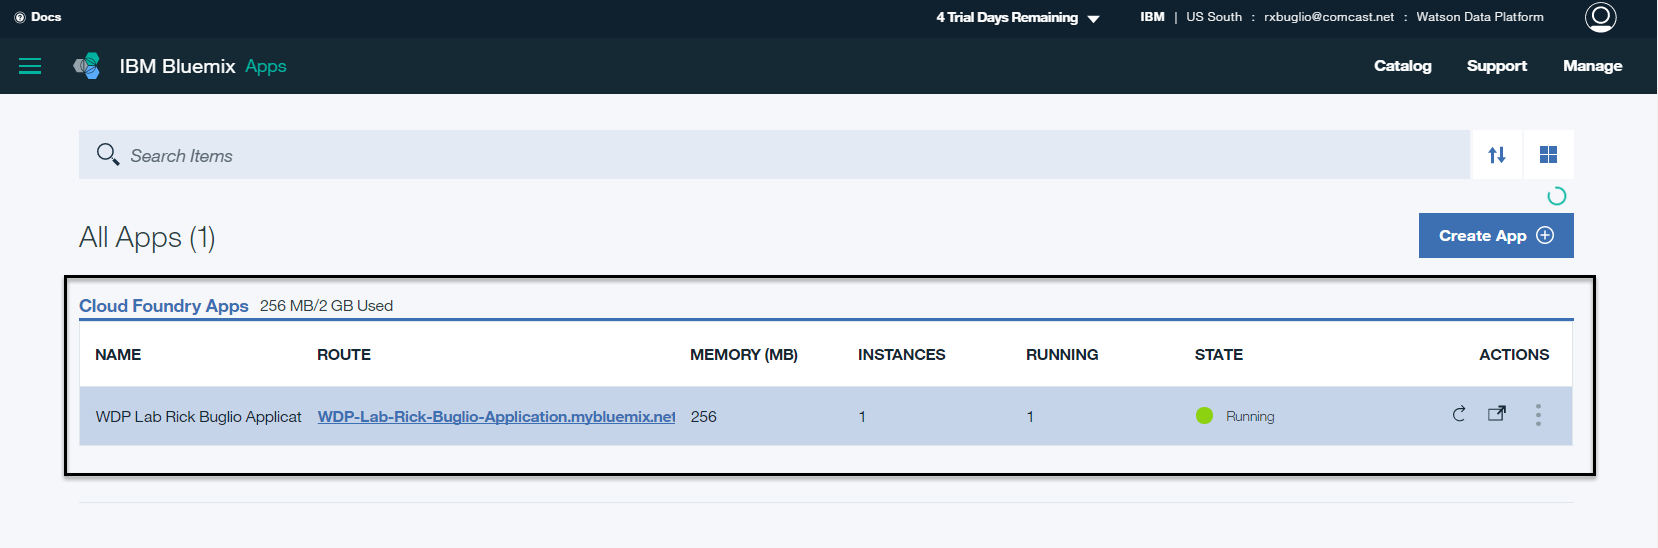 Docs
4 Trial Days Remaining
IBM | US South : rxbuglio@comcast.net : Watson Data Platform
IBM Bluemix Apps
Catalog Support Manage
Search Items
All Apps (1)
Create App
Cloud Foundry Apps 256 MB/2 GB Used
NAME ROUTE MEMORY (MB) INSTANCES RUNNING STATE ACTIONS
WDP Lab Rick Buglio Applicat WDP-Lab-Rick-Buglio-Application.mybluemix.net 256 1 1 Running